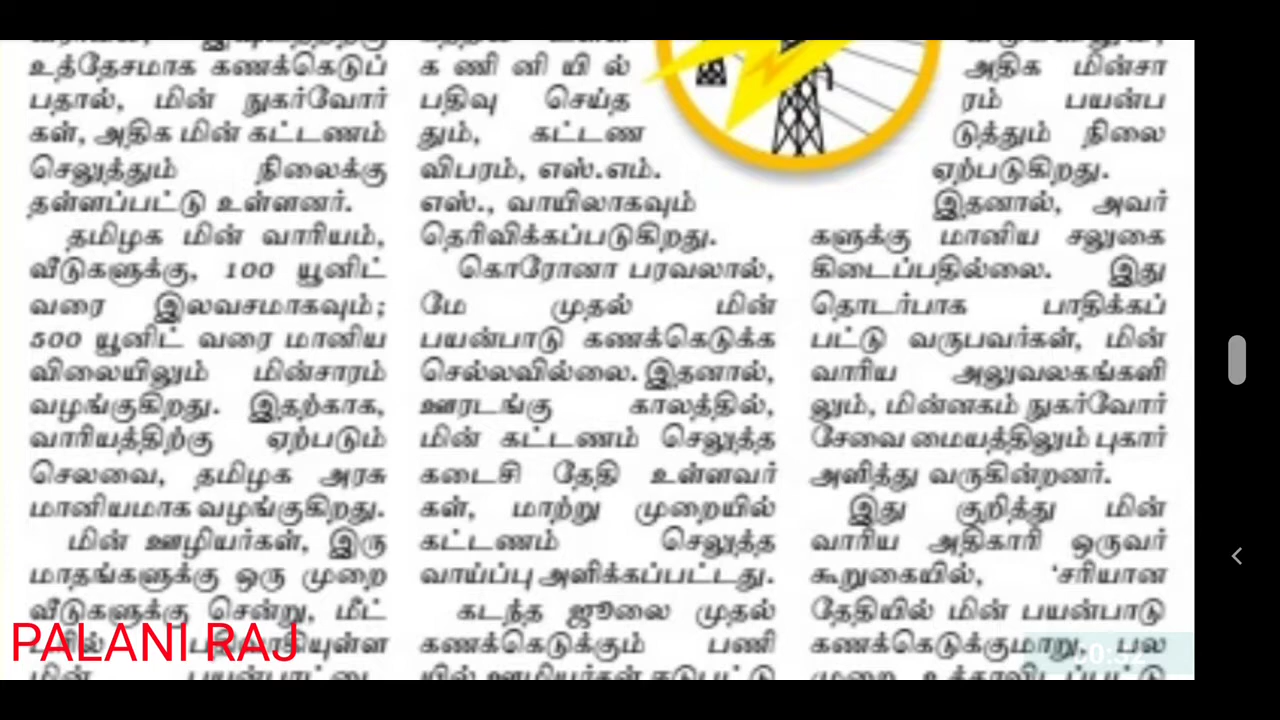 உத்தேசமாக கணக்கெடுப்
பதால், மின் நுகர்வோர்
கள், அதிக மின் கட்டணம்
செலுத்தும் நிலைக்கு
தள்ளப்பட்டு உள்ளனர்.
தமிழக மின் வாரியம்,
வீடுகளுக்கு, 100 யூனிட்
வரை இலவசமாகவும்;
500 யூனிட் வரை மானிய
விலையிலும் மின்சாரம்
வழங்குகிறது. இதற்காக,
வாரியத்திற்கு ஏற்படும்
செலவை, தமிழக அரசு
மானியமாக வழங்குகிறது.
மின் ஊழியர்கள், இரு
மாதங்களுக்கு ஒரு முறை
வீடுகளுக்கு சென்று, மீட்
PALANI RAJ
க ணி னி யி ல்
பதிவு செய்த
தும், கட்டண
விபரம், எஸ்.எம்.
எஸ்., வாயிலாகவும்
தெரிவிக்கப்படுகிறது.
கொரோனா பரவலால்,
மே முதல் மின்
பயன்பாடு கணக்கெடுக்க
செல்லவில்லை. இதனால்,
ஊரடங்கு காலத்தில்,
மின் கட்டணம் செலுத்த
கடைசி தேதி உள்ளவர்
கள், மாற்று முறையில்
கட்டணம் செலுத்த
வாய்ப்பு அளிக்கப்பட்டது.
கடந்த ஜூலை முதல்
கணக்கெடுக்கும் பணி
அதிக மின்சா
ரம் பயன்ப
டுத்தும் நிலை
ஏற்படுகிறது.
இதனால், அவர்
களுக்கு மானிய சலுகை
கிடைப்பதில்லை. இது
தொடர்பாக பாதிக்கப்
பட்டு வருபவர்கள், மின்
வாரிய அலுவலகங்களி
லும், மின்னகம் நுகர்வோர்
சேவை மையத்திலும் புகார்
அளித்து வருகின்றனர்.
இது குறித்து மின்
வாரிய அதிகாரி ஒருவர்
கூறுகையில், 'சரியான
தேதியில் மின் பயன்பாடு
கணக்கெடுக்குமாறு, பல